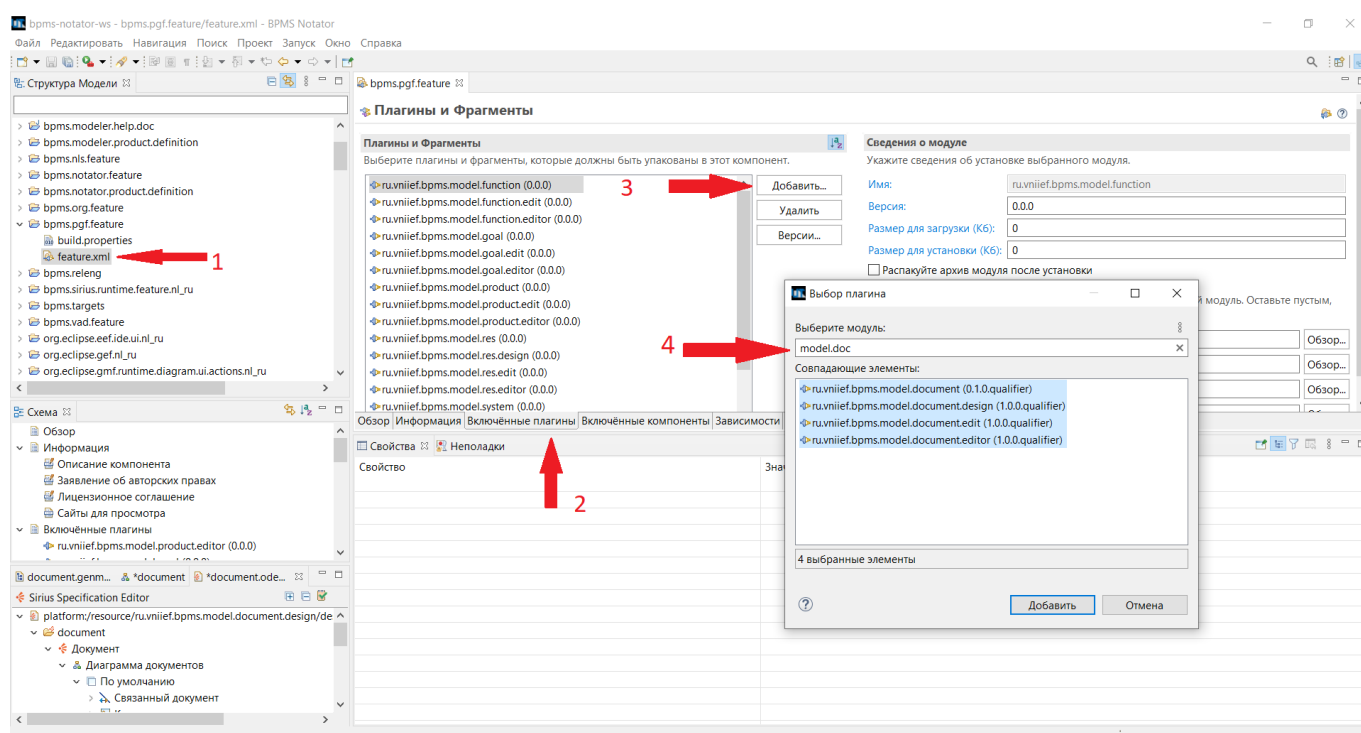 bpms-notator-ws - bpms.pgf.feature/feature.xml - BPMS Notator
Файл Редактировать Навигация Поиск Проект Запуск Окно Справка
Структура Модели
bpms.modeler.help.doc
bpms.modeler.product.definition
bpms.nls.feature
bpms.notator.feature
bpms.notator.product.definition
bpms.org.feature
bpms.pgf.feature
build.properties
feature.xml
1
bpms.releng
bpms.sirius.runtime.feature.nl_ru
bpms.targets
bpms.vad.feature
org.eclipse.eef.ide.ui.nl_ru
org.eclipse.gef.nl_ru
org.eclipse.gmf.runtime.diagram.ui.actions.nl_ru
Схема
Обзор
Информация
Описание компонента
Заявление об авторских правах
Лицензионное соглашение
Сайты для просмотра
Включённые плагины
ru.vniief.bpms.model.product.editor (0.0.0)
document.genm... *document *document.ode...
Sirius Specification Editor
platform:/resource/ru.vniief.bpms.model.document.design/de
document
Документ
Диаграмма документов
По умолчанию
Связанный документ
bpms.pgf.feature
Плагины и Фрагменты
Плагины и Фрагменты
Выберите плагины и фрагменты, которые должны быть упакованы в этот компонент.
ru.vniief.bpms.model.function (0.0.0)
ru.vniief.bpms.model.function.edit (0.0.0)
ru.vniief.bpms.model.function.editor (0.0.0)
ru.vniief.bpms.model.goal (0.0.0)
ru.vniief.bpms.model.goal.edit (0.0.0)
ru.vniief.bpms.model.goal.editor (0.0.0)
ru.vniief.bpms.model.product (0.0.0)
ru.vniief.bpms.model.product.edit (0.0.0)
ru.vniief.bpms.model.product.editor (0.0.0)
ru.vniief.bpms.model.res (0.0.0)
ru.vniief.bpms.model.res.design (0.0.0)
ru.vniief.bpms.model.res.edit (0.0.0)
ru.vniief.bpms.model.res.editor (0.0.0)
ru.vniief.bpms.model.system (0.0.0)
3
Добавить...
Удалить
Версии...
Сведения о модуле
Укажите сведения об установке выбранного модуля.
Имя: ru.vniief.bpms.model.function
Версия: 0.0.0
Размер для загрузки (Кб): 0
Размер для установки (Кб): 0
Распакуйте архив модуля после установки
й модуль. Оставьте пустым,
Обзор...
Обзор...
Обзор...
Обзор Информация Включённые плагины Включённые компоненты Зависимости
2
Свойства Неполадки
Свойство
Зна
4
Выбор плагина
Выберите модуль:
model.doc
Совпадающие элементы:
ru.vniief.bpms.model.document (0.1.0.qualifier)
ru.vniief.bpms.model.document.design (1.0.0.qualifier)
ru.vniief.bpms.model.document.edit (1.0.0.qualifier)
ru.vniief.bpms.model.document.editor (1.0.0.qualifier)
4 выбранные элементы
Добавить Отмена